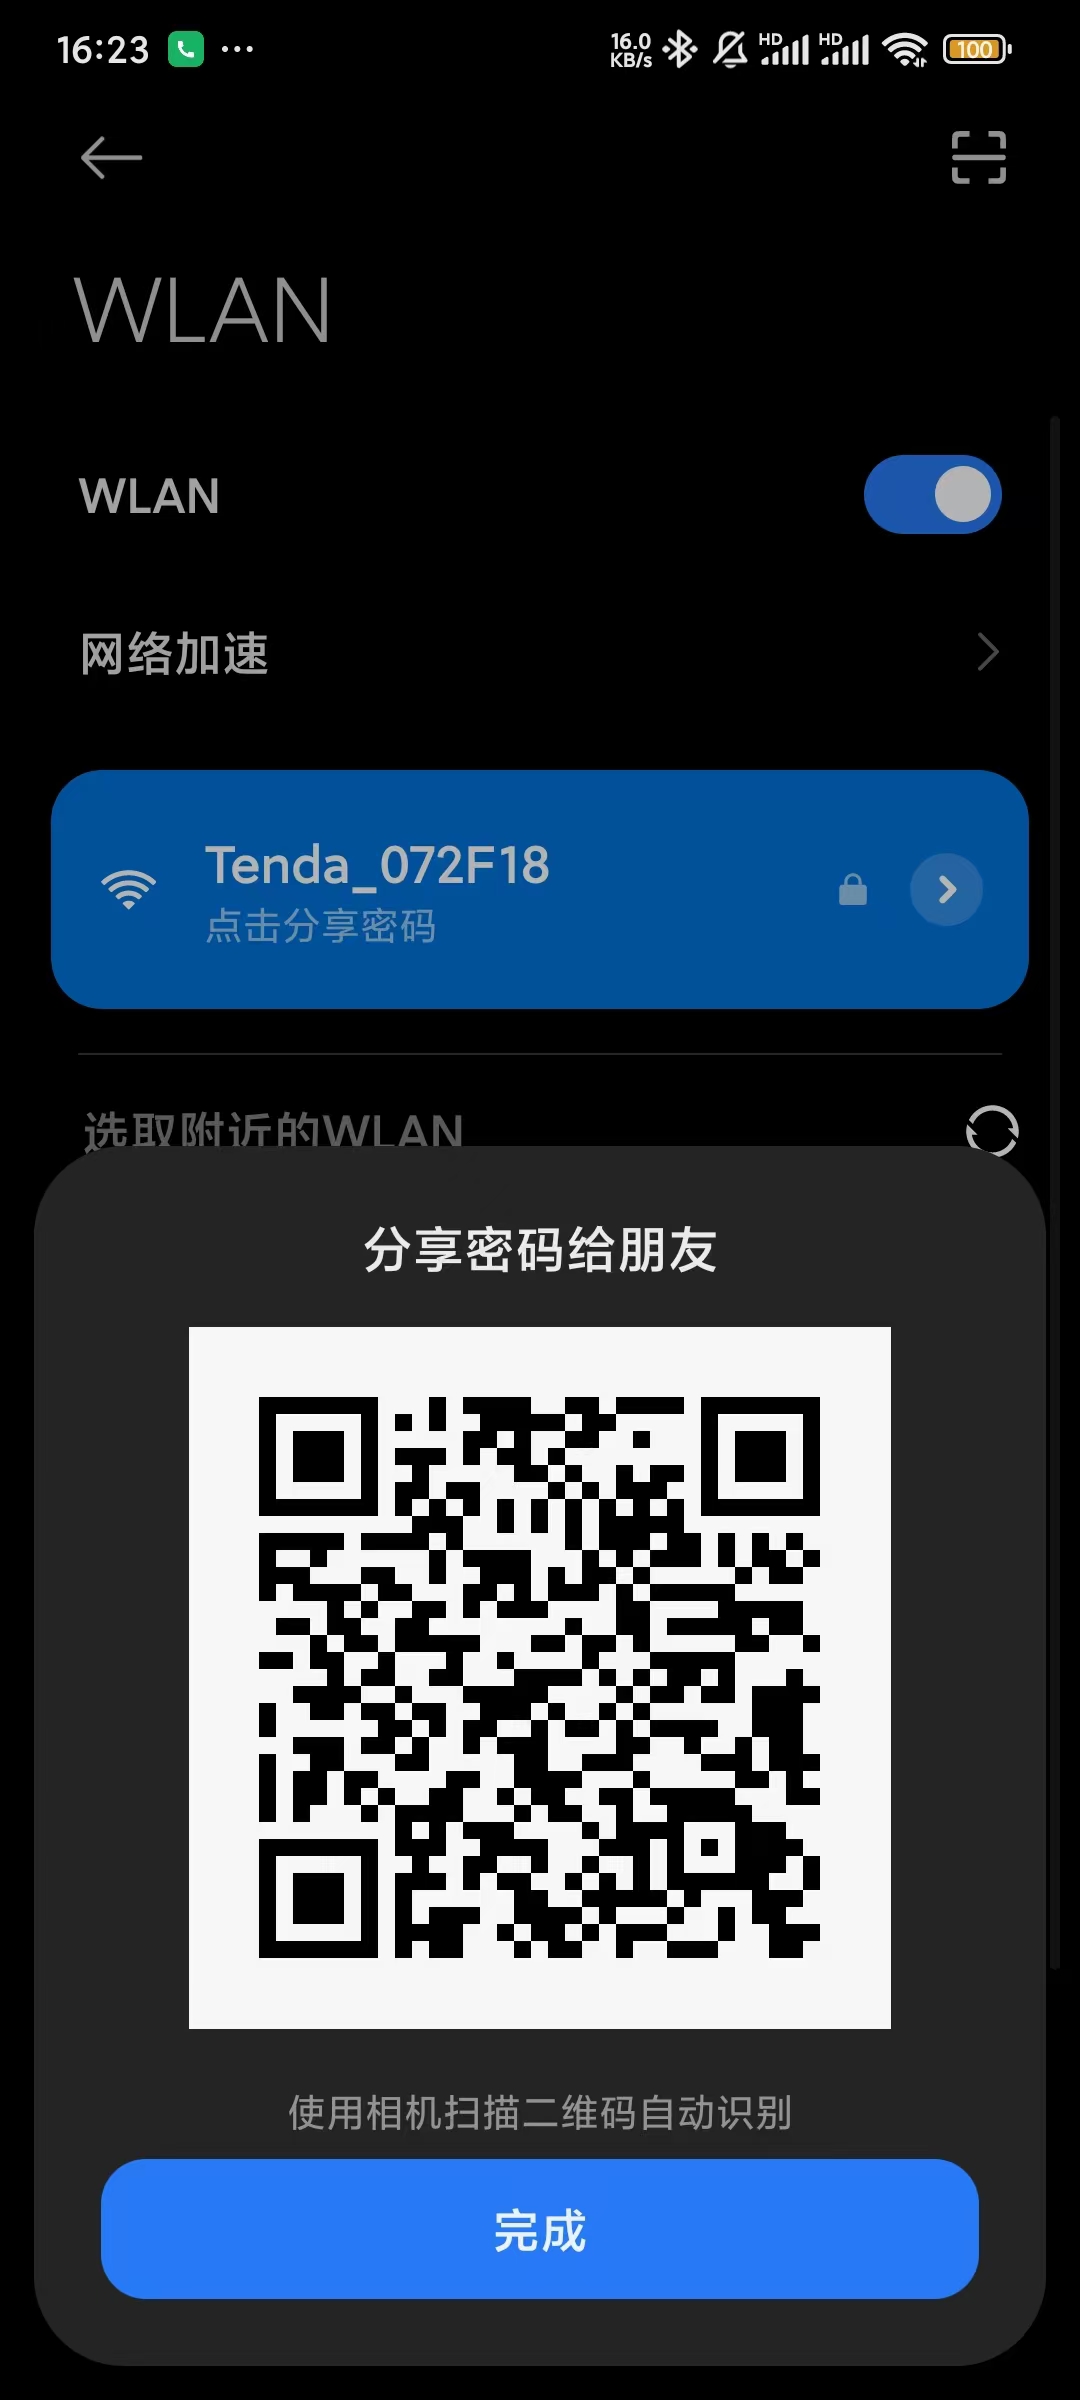 16:23
16.0
KB/s
HD
HD
100
WLAN
WLAN
网络加速
Tenda_072F18
点击分享密码
选取附近的WLAN
分享密码给朋友
使用相机扫描二维码自动识别
完成